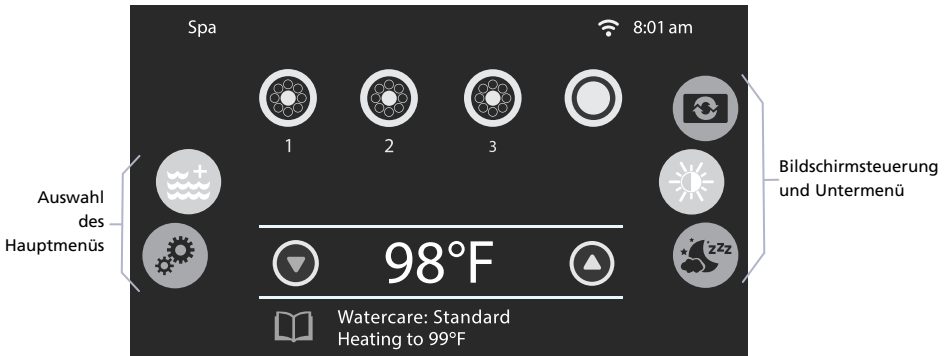 Spa
8:01 am
1
2
3
Bildschirmsteuerung
und Untermenü
Auswahl
des
Hauptmenüs
zzz
98°F
Watercare: Standard
Heating to 99°F